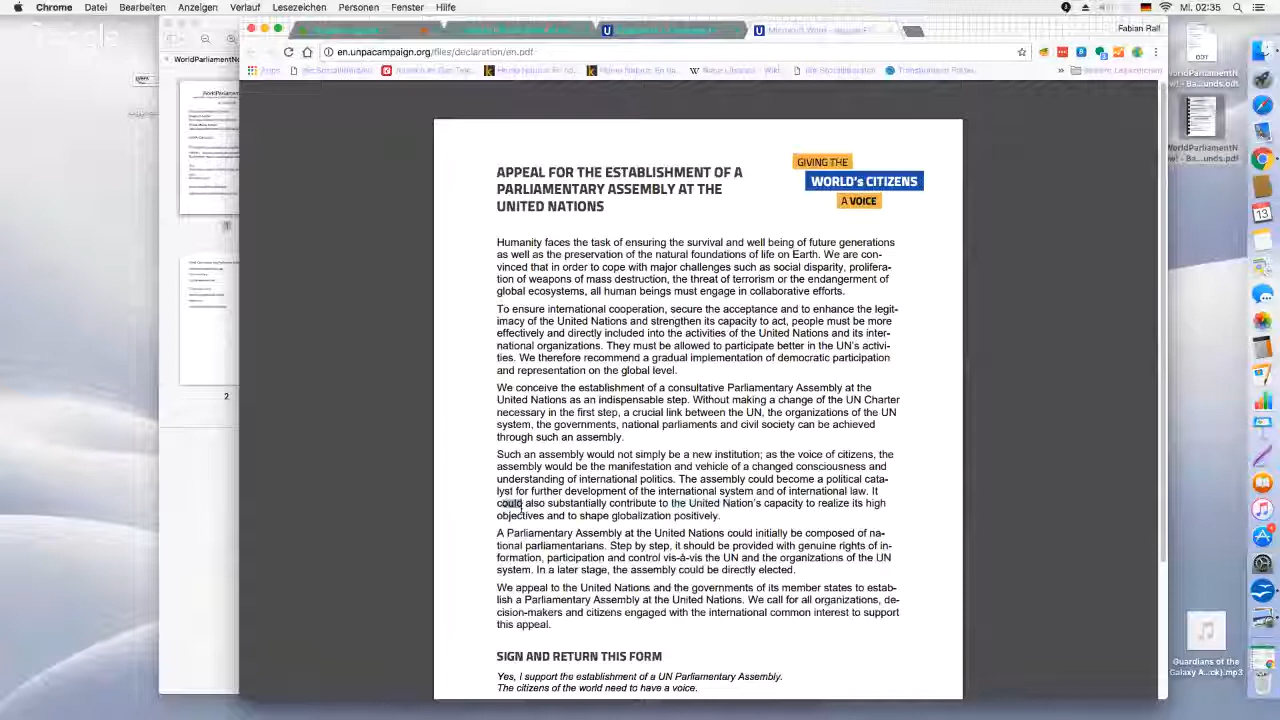 Chrome Datei Bearbeiten Anzeigen Verlauf Lesezeichen Personen Fenster Hilfe
Mi. 02:35
Fabian Ralf
en.unpacampaign.org/files/declaration/en.pdf
WorldParliamentNo
APPEAL FOR THE ESTABLISHMENT OF A
PARLIAMENTARY ASSEMBLY AT THE
UNITED NATIONS
GIVING THE
WORLD's CITIZENS
A VOICE
Humanity faces the task of ensuring the survival and well being of future generations
as well as the preservation of the natural foundations of life on Earth. We are con-
vinced that in order to cope with major challenges such as social disparity, prolifera-
tion of weapons of mass destruction, the threat of terrorism or the endangerment of
global ecosystems, all human beings must engage in collaborative efforts.
To ensure international cooperation, secure the acceptance and to enhance the legit-
imacy of the United Nations and strengthen its capacity to act, people must be more
effectively and directly included into the activities of the United Nations and its inter-
national organizations. They must be allowed to participate better in the UN's activi-
ties. We therefore recommend a gradual implementation of democratic participation
and representation on the global level.
We conceive the establishment of a consultative Parliamentary Assembly at the
United Nations as an indispensable step. Without making a change of the UN Charter
necessary in the first step, a crucial link between the UN, the organizations of the UN
system, the governments, national parliaments and civil society can be achieved
through such an assembly.
Such an assembly would not simply be a new institution; as the voice of citizens, the
assembly would be the manifestation and vehicle of a changed consciousness and
understanding of international politics. The assembly could become a political cata-
lyst for further development of the international system and of international law. It
could also substantially contribute to the United Nation's capacity to realize its high
objectives and to shape globalization positively.
A Parliamentary Assembly at the United Nations could initially be composed of na-
tional parliamentarians. Step by step, it should be provided with genuine rights of in-
formation, participation and control vis-à-vis the UN and the organizations of the UN
system. In a later stage, the assembly could be directly elected.
We appeal to the United Nations and the governments of its member states to estab-
lish a Parliamentary Assembly at the United Nations. We call for all organizations, de-
cision-makers and citizens engaged with the international common interest to support
this appeal.
SIGN AND RETURN THIS FORM
Yes, I support the establishment of a UN Parliamentary Assembly.
The citizens of the world need to have a voice.
2
13
Guardians of the
Galaxy A...ck).mp3